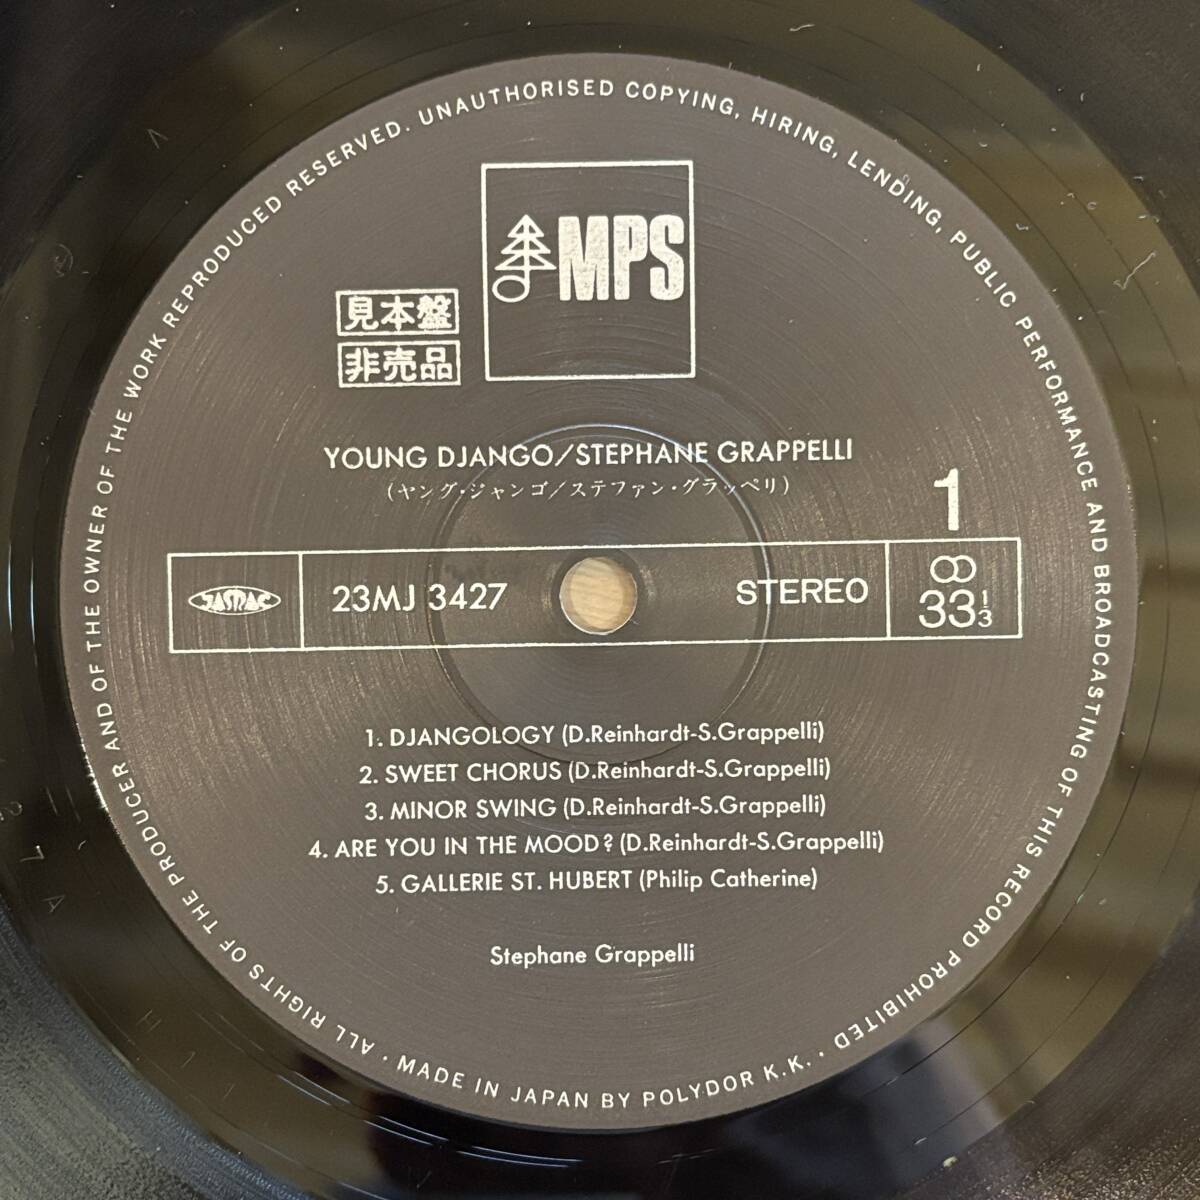 MPS
見本盤
非売品
YOUNG DJANGO/STEPHANE GRAPPELLI
(ヤング・ジャンゴ/ステファン・グラッペリ)
1
JASRAC
23MJ 3427
STEREO
33 1/3
1. DJANGOLOGY (D.Reinhardt-S.Grappelli)
2. SWEET CHORUS (D.Reinhardt-S.Grappelli)
3. MINOR SWING (D.Reinhardt-S.Grappelli)
4. ARE YOU IN THE MOOD? (D.Reinhardt-S.Grappelli)
5. GALLERIE ST. HUBERT (Philip Catherine)
Stephane Grappelli
ALL RIGHTS OF THE PRODUCER AND OF THE OWNER OF THE WORK REPRODUCED RESERVED. UNAUTHORISED COPYING, HIRING, LENDING, PUBLIC PERFORMANCE AND BROADCASTING OF THIS RECORD PROHIBITED • MADE IN JAPAN BY POLYDOR K.K. •